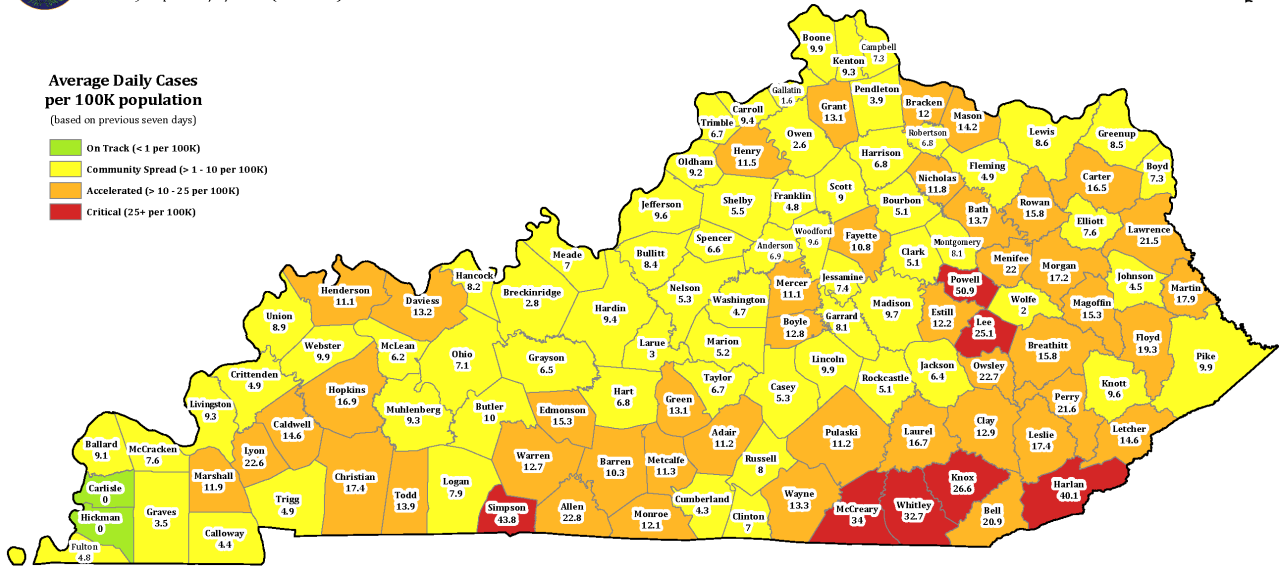 Average Daily Cases
per 100K population
(based on previous seven days)
On Track (< 1 per 100K)
Community Spread (> 1 - 10 per 100K)
Accelerated (> 10 - 25 per 100K)
Critical (25+ per 100K)
Boone
9.9
Kenton
9.3
Campbell
7.3
Gallatin
1.6
Grant
13.1
Pendleton
3.9
Bracken
12
Mason
14.2
Robertson
6.8
Carroll
9.4
Trimble
6.7
Owen
2.6
Henry
11.5
Oldham
9.2
Harrison
6.8
Lewis
8.6
Greenup
8.5
Fleming
4.9
Boyd
7.3
Carter
16.5
Nicholas
11.8
Scott
9
Franklin
4.8
Shelby
5.5
Jefferson
9.6
Bourbon
5.1
Bath
13.7
Rowan
15.8
Elliott
7.6
Lawrence
21.5
Spencer
6.6
Anderson
6.9
Woodford
9.6
Fayette
10.8
Clark
5.1
Montgomery
8.1
Menifee
22
Morgan
17.2
Johnson
4.5
Martin
17.9
Meade
7
Bullitt
8.4
Hancock
8.2
Breckinridge
2.8
Henderson
11.1
Daviess
13.2
Nelson
5.3
Washington
4.7
Mercer
11.1
Jessamine
7.4
Powell
50.9
Wolfe
2
Magoffin
15.3
Union
8.9
Hardin
9.4
Boyle
12.8
Garrard
8.1
Madison
9.7
Estill
12.2
Lee
25.1
Floyd
19.3
Webster
9.9
McLean
6.2
Ohio
7.1
Grayson
6.5
Larue
3
Marion
5.2
Lincoln
9.9
Rockcastle
5.1
Jackson
6.4
Owsley
22.7
Breathitt
15.8
Pike
9.9
Crittenden
4.9
Hopkins
16.9
Taylor
6.7
Casey
5.3
Knott
9.6
Livingston
9.3
Muhlenberg
9.3
Butler
10
Edmonson
15.3
Hart
6.8
Green
13.1
Perry
21.6
Caldwell
14.6
Adair
11.2
Pulaski
11.2
Laurel
16.7
Clay
12.9
Leslie
17.4
Letcher
14.6
Ballard
9.1
McCracken
7.6
Lyon
22.6
Warren
12.7
Barren
10.3
Metcalfe
11.3
Russell
8
Marshall
11.9
Christian
17.4
Todd
13.9
Logan
7.9
Knox
26.6
Harlan
40.1
Carlisle
0
Trigg
4.9
Simpson
43.8
Allen
22.8
Monroe
12.1
Cumberland
4.3
Clinton
7
Wayne
13.3
McCreary
34
Whitley
32.7
Bell
20.9
Hickman
0
Graves
3.5
Calloway
4.4
Fulton
4.8